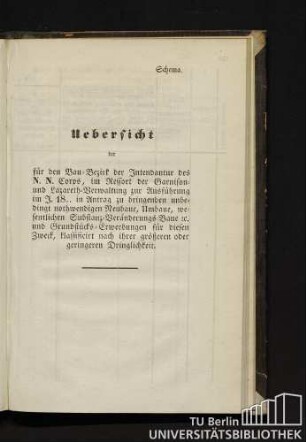 Schema.
Uebersicht
der
für den Bau-Bezirk der Intendantur des
N. N. Corps, im Ressort der Garnison-
und Lazareth-Verwaltung zur Ausführung
im J. 18.. in Antrag zu bringenden unbe-
dingt nothwendigen Neubaue, Umbaue, we-
sentlichen Substanz-Veränderungs-Baue ꝛc.
und Grundstücks-Erwerbungen für diesen
Zweck, klassifizirt nach ihrer größeren oder
geringeren Dringlichkeit.
TU Berlin
UNIVERSITÄTSBIBLIOTHEK